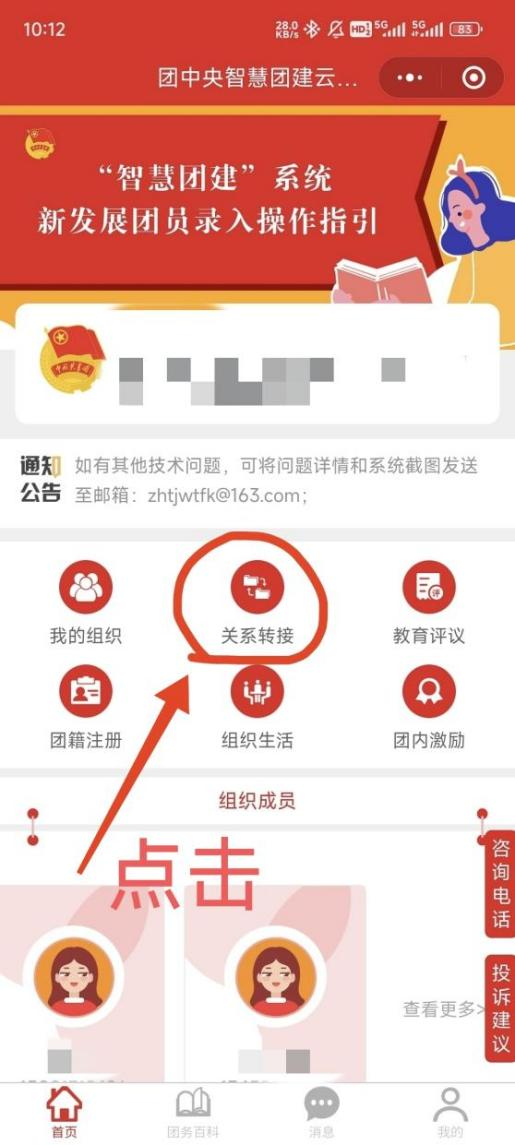 10:12
28.0 KB/s HD 5G 5G 83
团中央智慧团建云...
“智慧团建”系统
新发展团员录入操作指引
中国共青团
通知 如有其他技术问题，可将问题详情和系统截图发送
公告 至邮箱：zhtjwtfk@163.com；
我的组织 关系转接 教育评议
评
团籍注册 组织生活 团内激励
组织成员
点击
咨询电话
投诉建议
查看更多>
首页 团务百科 消息 我的